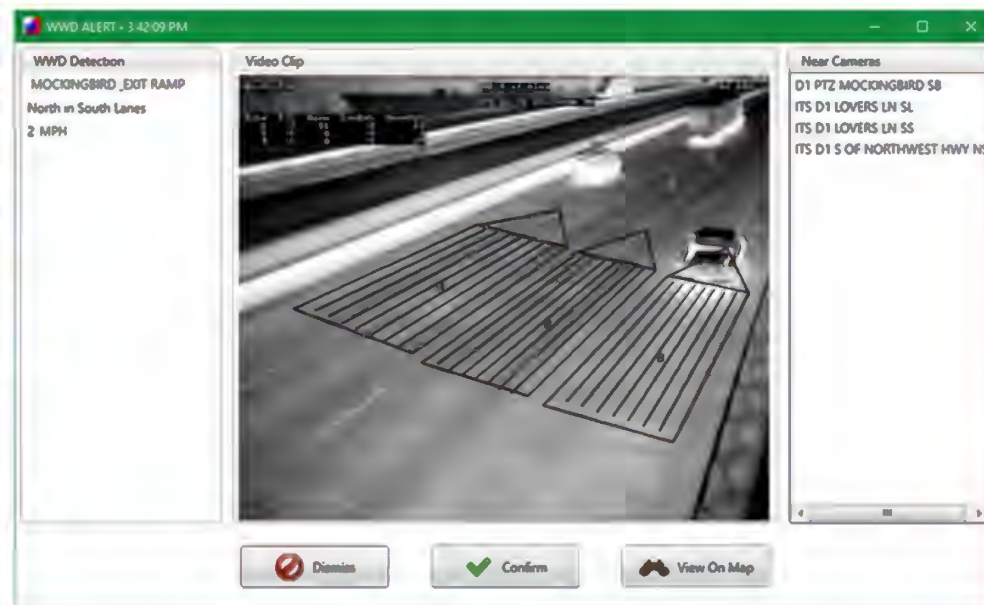 WWD ALERT - 3:42:09 PM
WWD Detection
MOCKINGBIRD _EXIT RAMP
North in South Lanes
2 MPH
Video Clip
Near Cameras
D1 PTZ MOCKINGBIRD SB
ITS D1 LOVERS LN SL
ITS D1 LOVERS LN SS
ITS D1 S OF NORTHWEST HWY
Dismiss
Confirm
View On Map